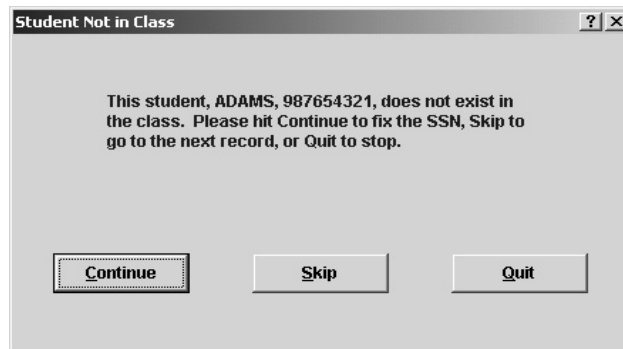 Student Not in Class
This student, ADAMS, 987654321, does not exist in
the class. Please hit Continue to fix the SSN, Skip to
go to the next record, or Quit to stop.
Continue Skip Quit